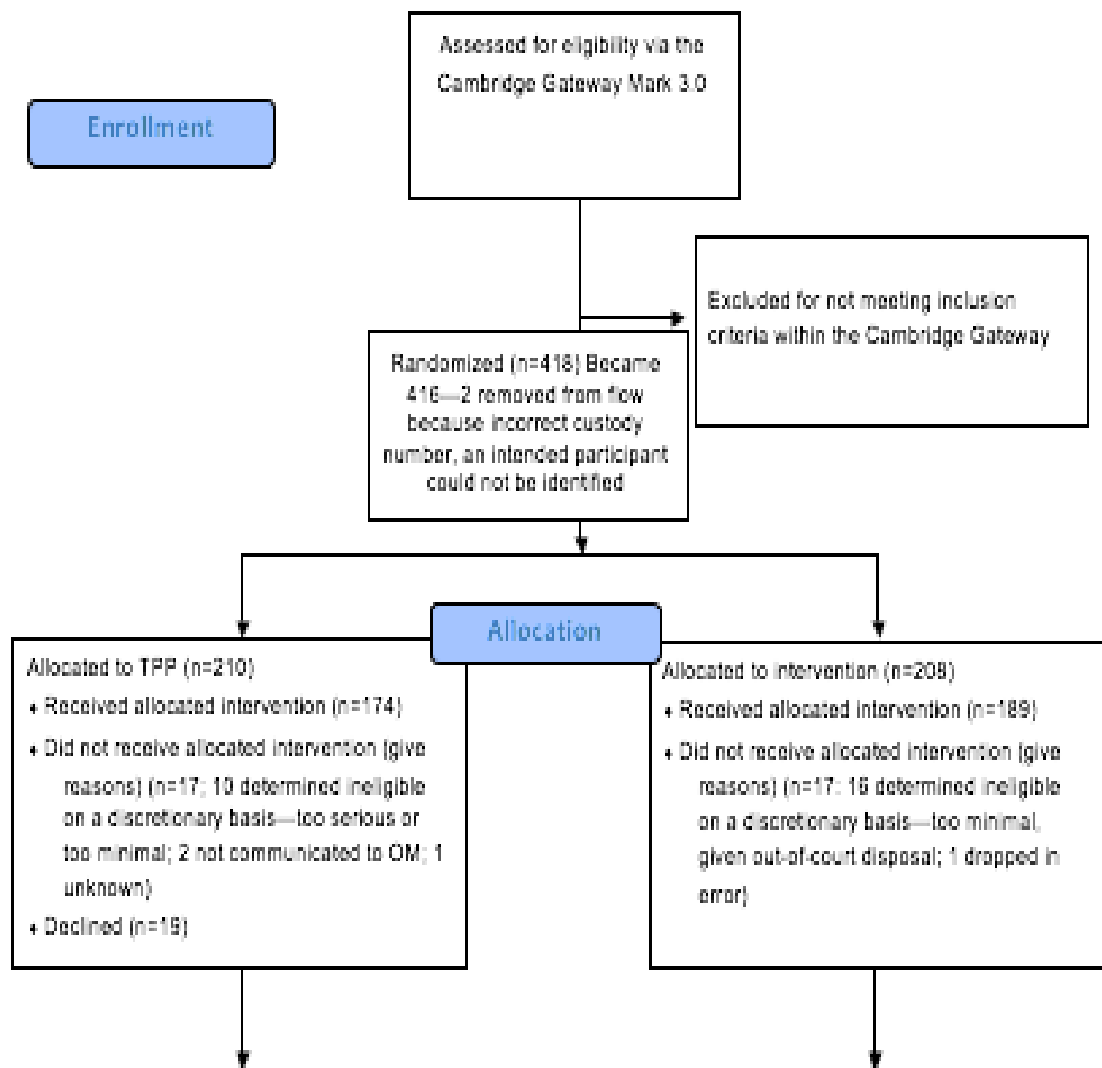 Assessed for eligibility via the
Cambridge Gateway Mark 3.0
Enrollment
Excluded for not meeting inclusion
criteria within the Cambridge Gateway
Randomized (n=418) Became
416—2 removed from flow
because incorrect custody
number, an intended participant
could not be identified
Allocation
Allocated to TPP (n=210)
♦ Received allocated intervention (n=174)
♦ Did not receive allocated intervention (give
reasons) (n=17; 10 determined ineligible
on a discretionary basis—too serious or
too minimal; 2 not communicated to OM; 1
unknown)
♦ Declined (n=19)
Allocated to intervention (n=208)
♦ Received allocated intervention (n=189)
♦ Did not receive allocated intervention (give
reasons) (n=17: 16 determined ineligible
on a discretionary basis—too minimal,
given out-of-court disposal; 1 dropped in
error)